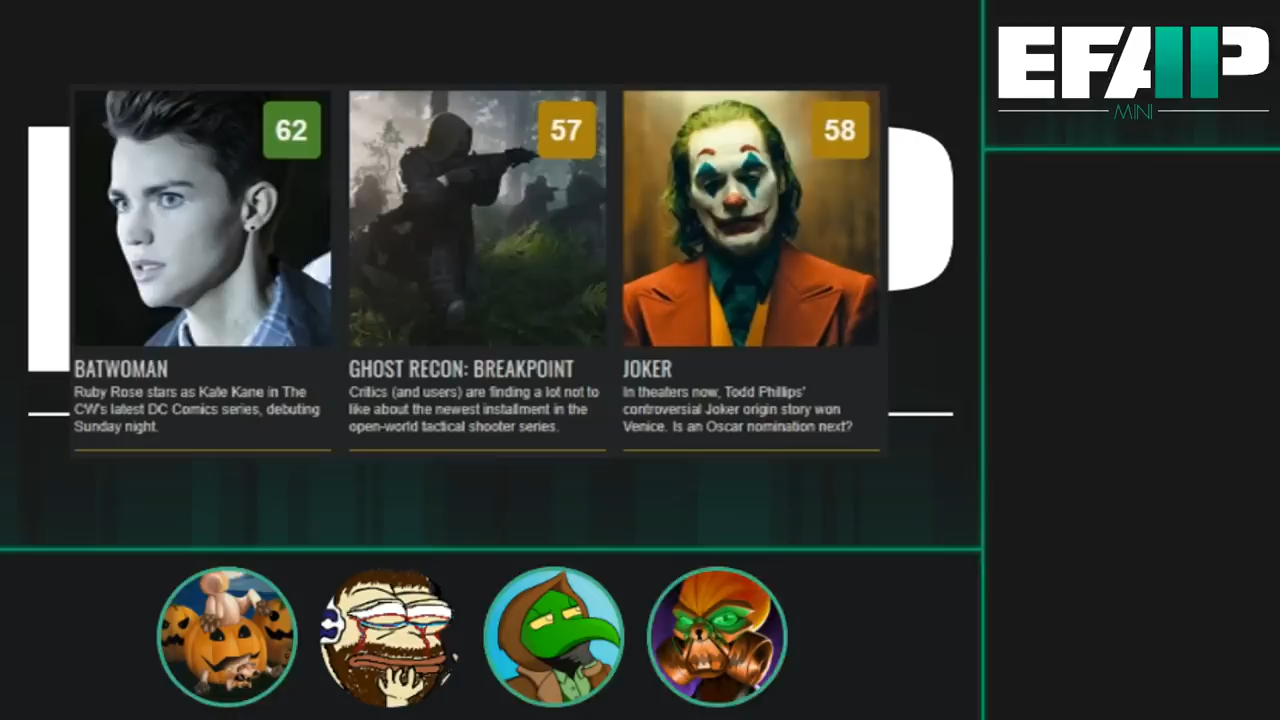 EFAP
MINI
62
57
58
BATWOMAN
Ruby Rose stars as Kate Kane in The
CW's latest DC Comics series, debuting
Sunday night.
GHOST RECON: BREAKPOINT
Critics (and users) are finding a lot not to
like about the newest installment in the
open-world tactical shooter series.
JOKER
In theaters now, Todd Phillips'
controversial Joker origin story won
Venice. Is an Oscar nomination next?